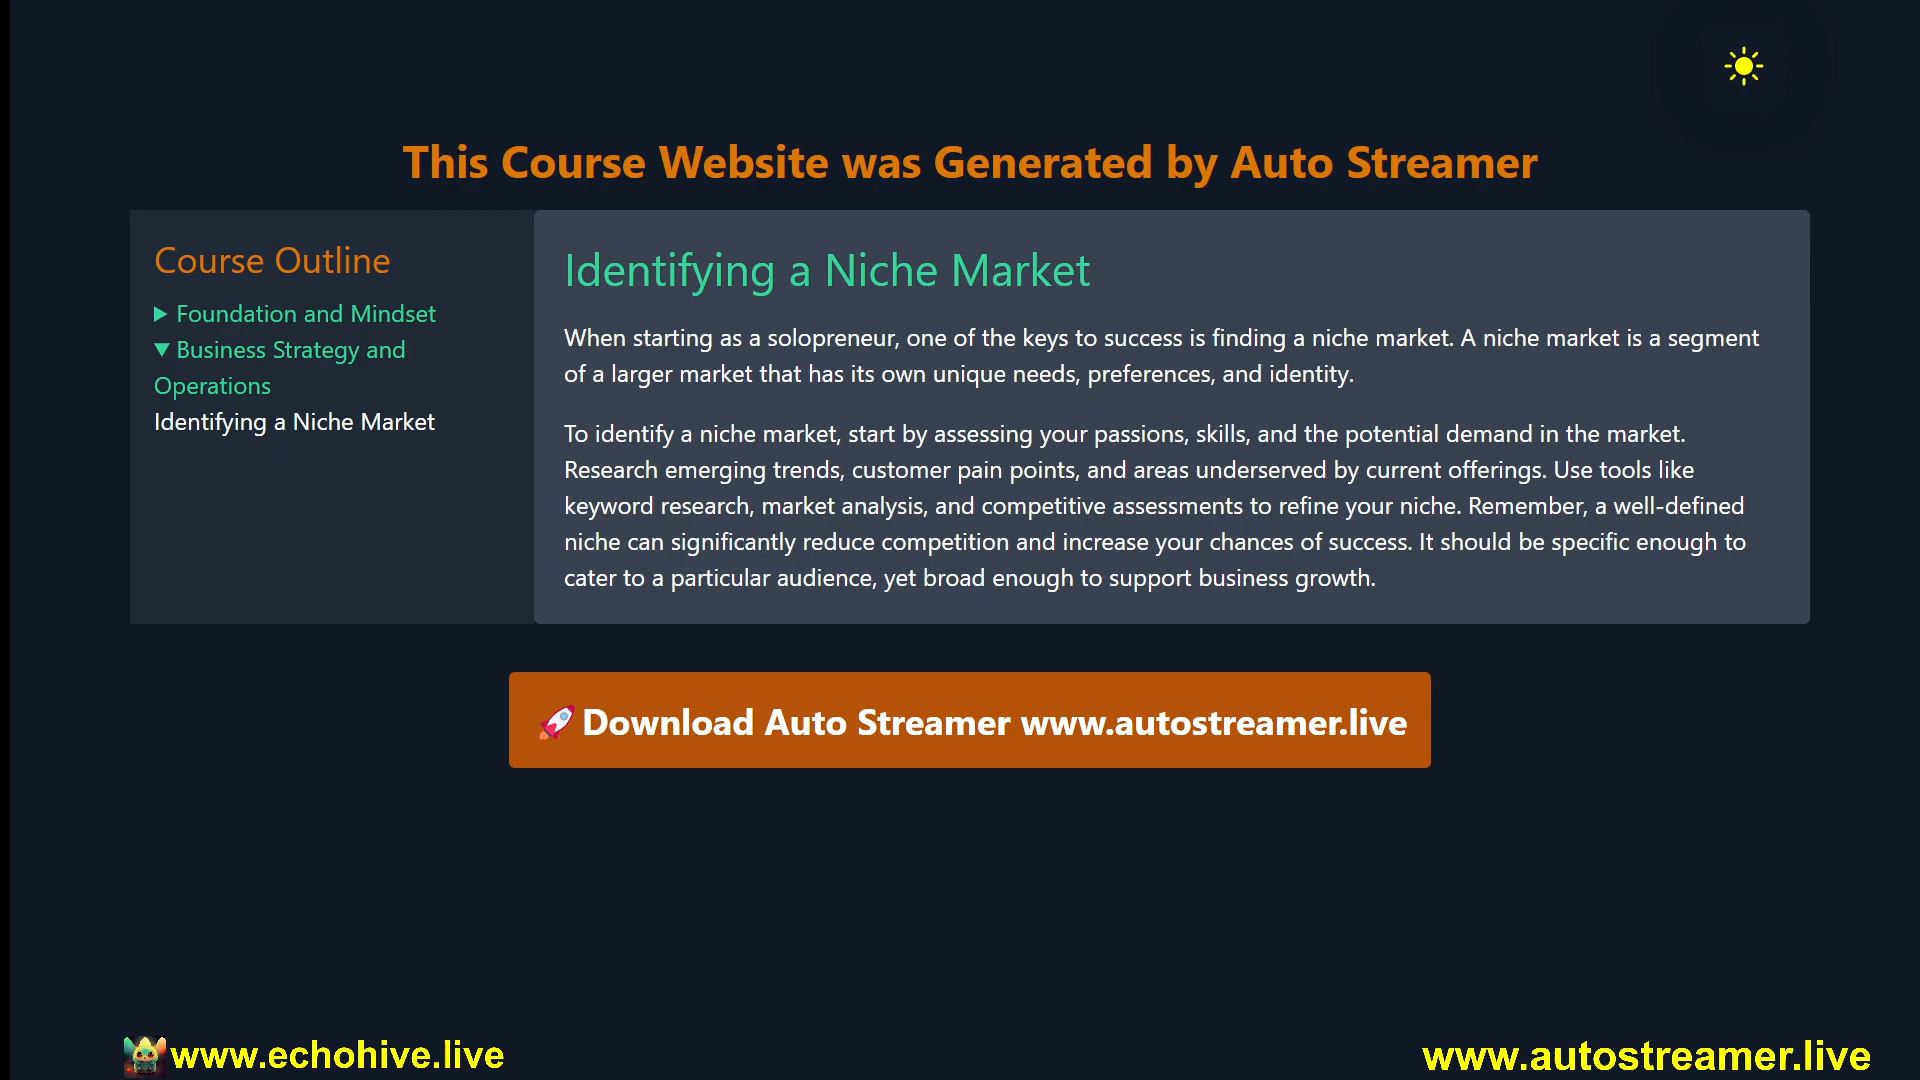 This Course Website was Generated by Auto Streamer
Course Outline
Foundation and Mindset
Business Strategy and
Operations
Identifying a Niche Market
Identifying a Niche Market
When starting as a solopreneur, one of the keys to success is finding a niche market. A niche market is a segment
of a larger market that has its own unique needs, preferences, and identity.
To identify a niche market, start by assessing your passions, skills, and the potential demand in the market.
Research emerging trends, customer pain points, and areas underserved by current offerings. Use tools like
keyword research, market analysis, and competitive assessments to refine your niche. Remember, a well-defined
niche can significantly reduce competition and increase your chances of success. It should be specific enough to
cater to a particular audience, yet broad enough to support business growth.
Download Auto Streamer www.autostreamer.live
www.echohive.live
www.autostreamer.live